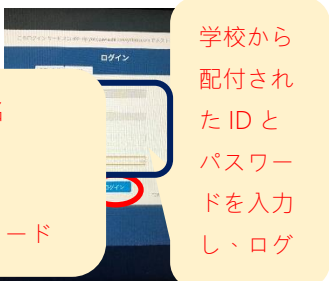 ログイン
ログイン
ード
学校から
配付され
た ID と
パスワー
ドを入力
し、ログ